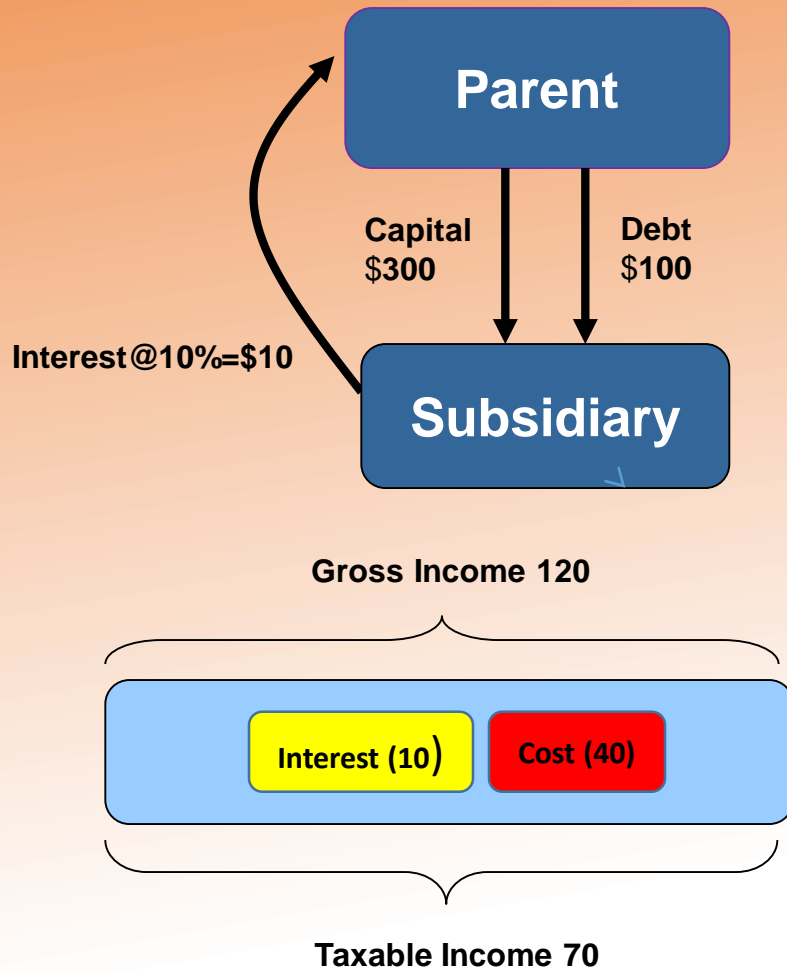 Parent
Capital
$300
Debt
$100
Interest@10%=$10
Subsidiary
Gross Income 120
Interest (10)
Cost (40)
Taxable Income 70